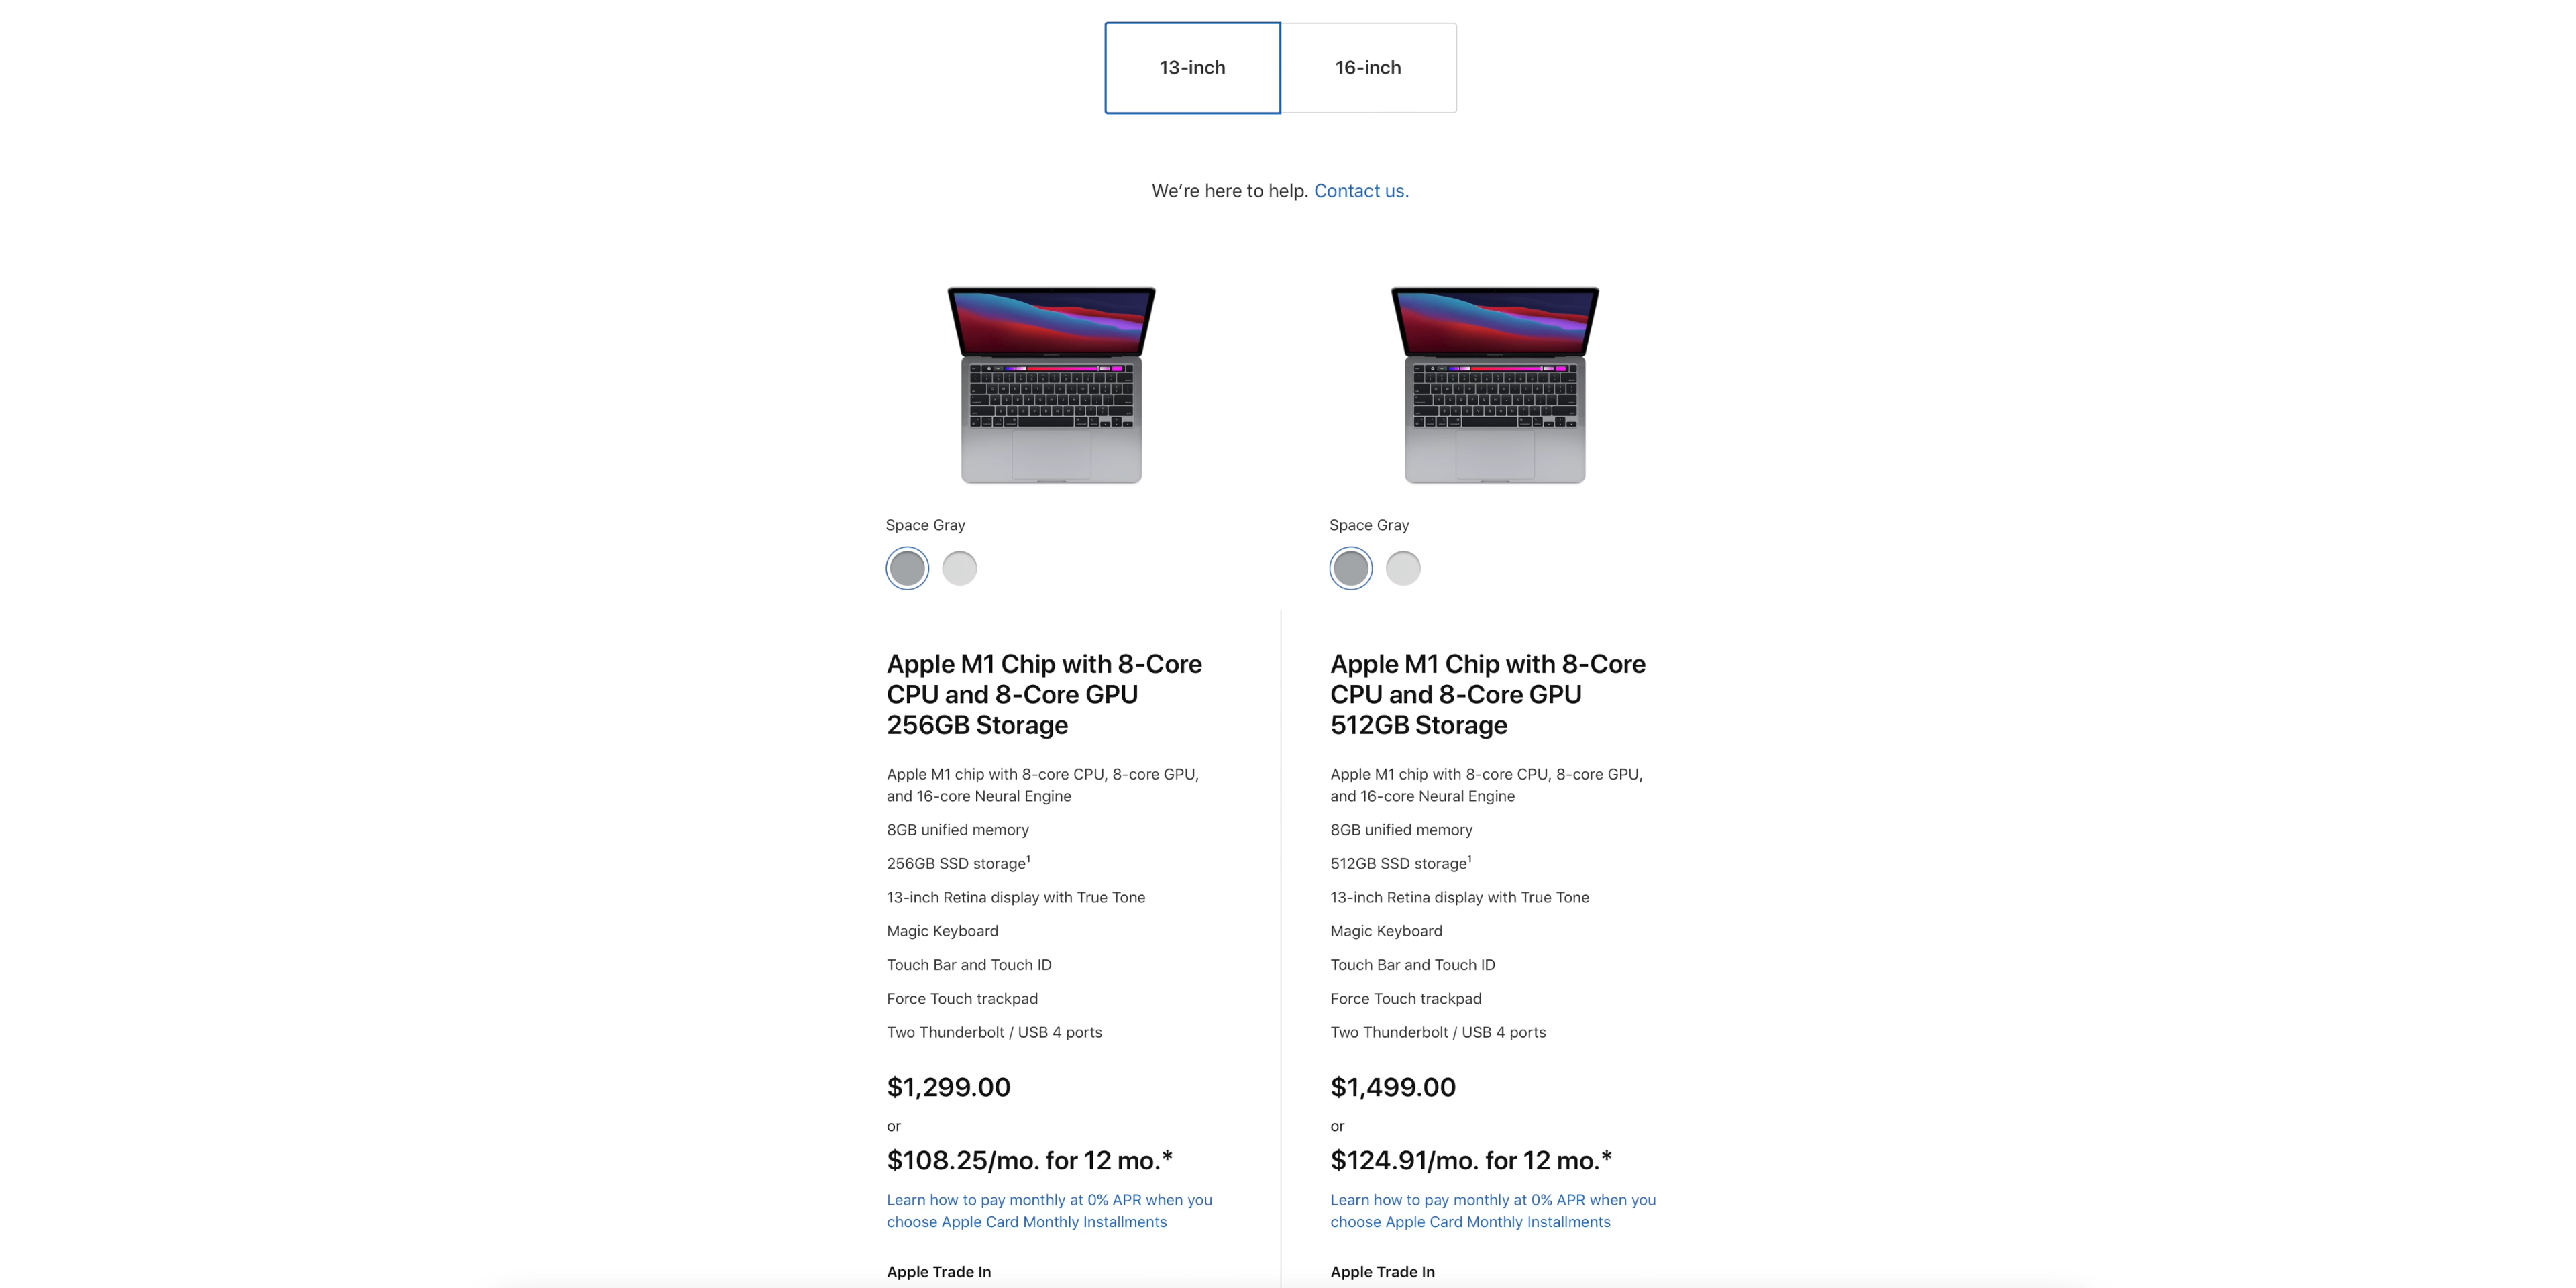 13-inch
16-inch
We're here to help. Contact us.
Space Gray
Space Gray
Apple M1 Chip with 8-Core
CPU and 8-Core GPU
256GB Storage
Apple M1 chip with 8-core CPU, 8-core GPU,
and 16-core Neural Engine
8GB unified memory
256GB SSD storage¹
13-inch Retina display with True Tone
Magic Keyboard
Touch Bar and Touch ID
Force Touch trackpad
Two Thunderbolt / USB 4 ports
$1,299.00
or
$108.25/mo. for 12 mo.*
Learn how to pay monthly at 0% APR when you
choose Apple Card Monthly Installments
Apple Trade In
Apple M1 Chip with 8-Core
CPU and 8-Core GPU
512GB Storage
Apple M1 chip with 8-core CPU, 8-core GPU,
and 16-core Neural Engine
8GB unified memory
512GB SSD storage¹
13-inch Retina display with True Tone
Magic Keyboard
Touch Bar and Touch ID
Force Touch trackpad
Two Thunderbolt / USB 4 ports
$1,499.00
or
$124.91/mo. for 12 mo.*
Learn how to pay monthly at 0% APR when you
choose Apple Card Monthly Installments
Apple Trade In